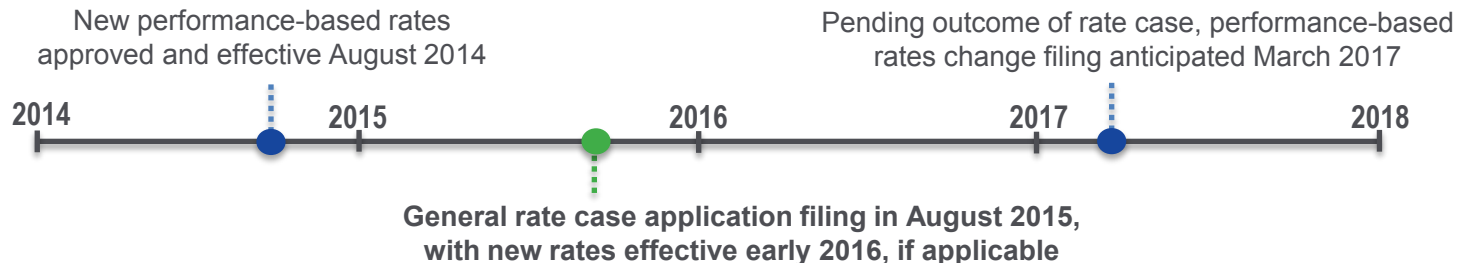 New performance-based rates
approved and effective August 2014
Pending outcome of rate case, performance-based
rates change filing anticipated March 2017
2014
2015
2016
2017
2018
General rate case application filing in August 2015,
with new rates effective early 2016, if applicable